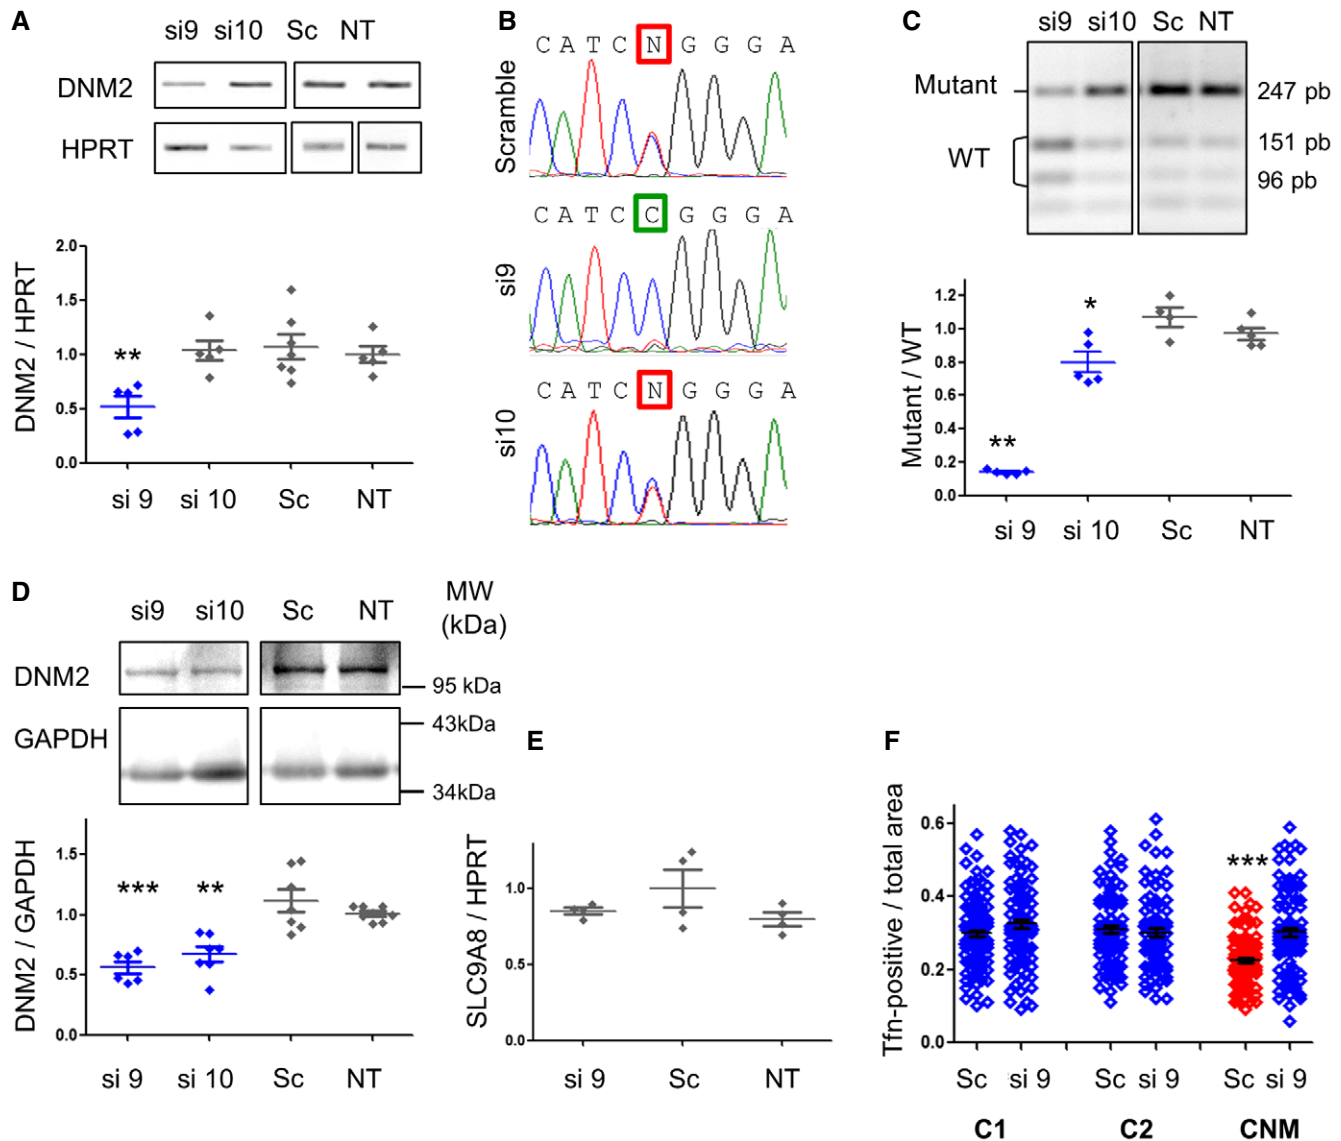 A
si9 si10 Sc NT
DNM2
HPRT
DNM2 / HPRT
2.0
1.5
1.0
0.5
0.0
**
si 9 si 10 Sc NT
B
Scramble
C A T C N G G G A
si9
C A T C C G G G A
si10
C A T C N G G G A
C
si9 si10 Sc NT
Mutant
WT
247 pb
151 pb
96 pb
Mutant / WT
1.2
1.0
0.8
0.6
0.4
0.2
0.0
**
*
si 9 si 10 Sc NT
D
si9 si10 Sc NT
MW
(kDa)
DNM2
95 kDa
GAPDH
43kDa
34kDa
DNM2 / GAPDH
1.5
1.0
0.5
0.0
***
**
si 9 si 10 Sc NT
E
SLC9A8 / HPRT
1.0
0.5
0.0
si 9 Sc NT
F
Tfn-positive / total area
0.6
0.4
0.2
0.0
***
Sc si 9 Sc si 9 Sc si 9
C1 C2 CNM